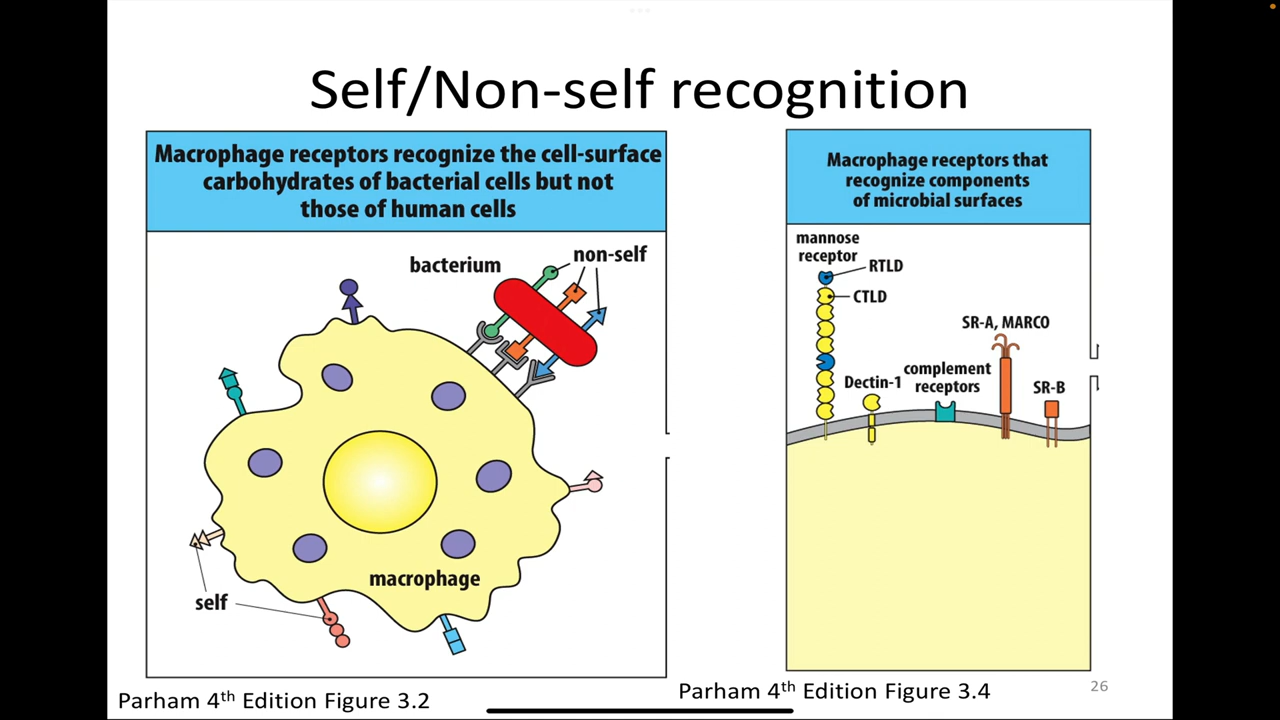 Self/Non-self recognition
Macrophage receptors recognize the cell-surface
carbohydrates of bacterial cells but not
those of human cells
bacterium
non-self
macrophage
self
Parham 4th Edition Figure 3.2
Macrophage receptors that
recognize components
of microbial surfaces
mannose
receptor
RTLD
CTLD
SR-A, MARCO
Dectin-1
complement
receptors
SR-B
Parham 4th Edition Figure 3.4
26